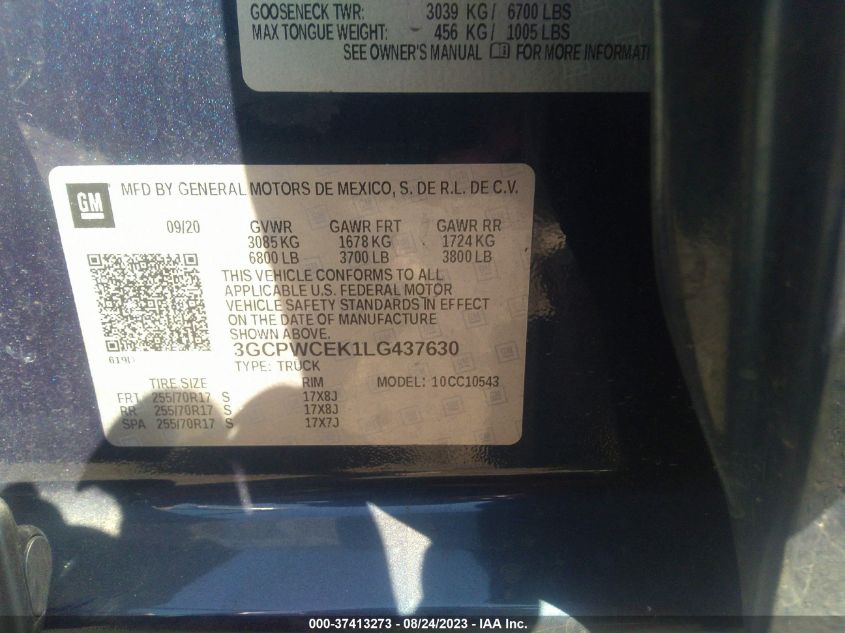 GOOSENECK TWR: 3039 KG / 6700 LBS
MAX TONGUE WEIGHT: 456 KG / 1005 LBS
SEE OWNER'S MANUAL FOR MORE INFORMATI
GM MFD BY GENERAL MOTORS DE MEXICO, S. DE R.L. DE C.V.
09/20 GVWR GAWR FRT GAWR RR
3085 KG 1678 KG 1724 KG
6800 LB 3700 LB 3800 LB
THIS VEHICLE CONFORMS TO ALL
APPLICABLE U.S. FEDERAL MOTOR
VEHICLE SAFETY STANDARDS IN EFFECT
ON THE DATE OF MANUFACTURE
SHOWN ABOVE.
3GCPWCEK1LG437630
TYPE: TRUCK
TIRE SIZE RIM MODEL: 10CC10543
FRT 255/70R17 S 17X8J
RR 255/70R17 S 17X8J
SPA 255/70R17 S 17X7J
000-37413273 - 08/24/2023 - IAA Inc.